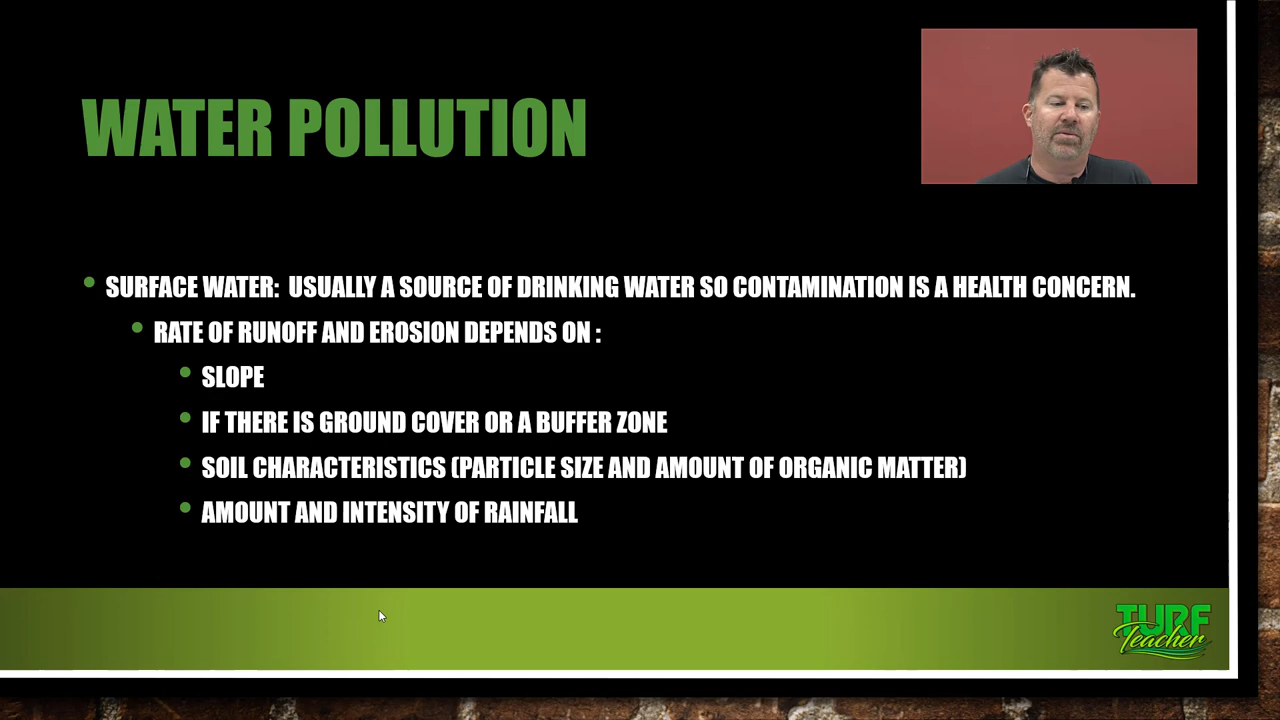 WATER POLLUTION
SURFACE WATER: USUALLY A SOURCE OF DRINKING WATER SO CONTAMINATION IS A HEALTH CONCERN.
RATE OF RUNOFF AND EROSION DEPENDS ON :
SLOPE
IF THERE IS GROUND COVER OR A BUFFER ZONE
SOIL CHARACTERISTICS (PARTICLE SIZE AND AMOUNT OF ORGANIC MATTER)
AMOUNT AND INTENSITY OF RAINFALL
TURF
Teacher